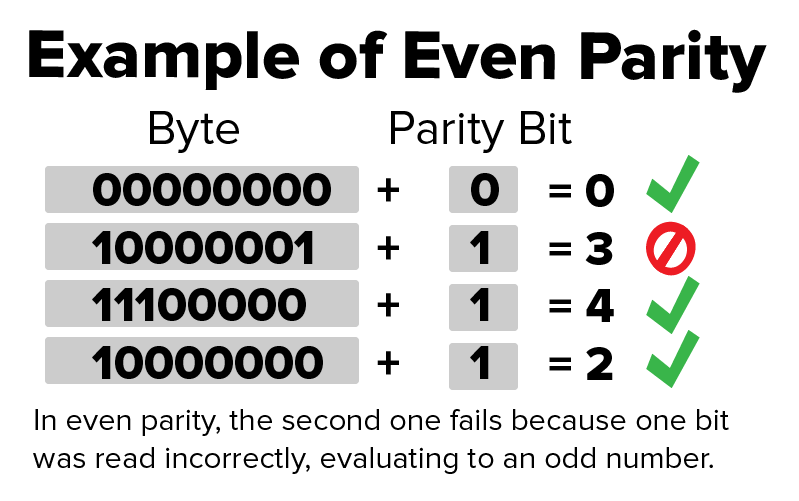 Example of Even Parity
Byte Parity Bit
00000000 + 0 = 0
10000001 + 1 = 3
11100000 + 1 = 4
10000000 + 1 = 2
In even parity, the second one fails because one bit
was read incorrectly, evaluating to an odd number.